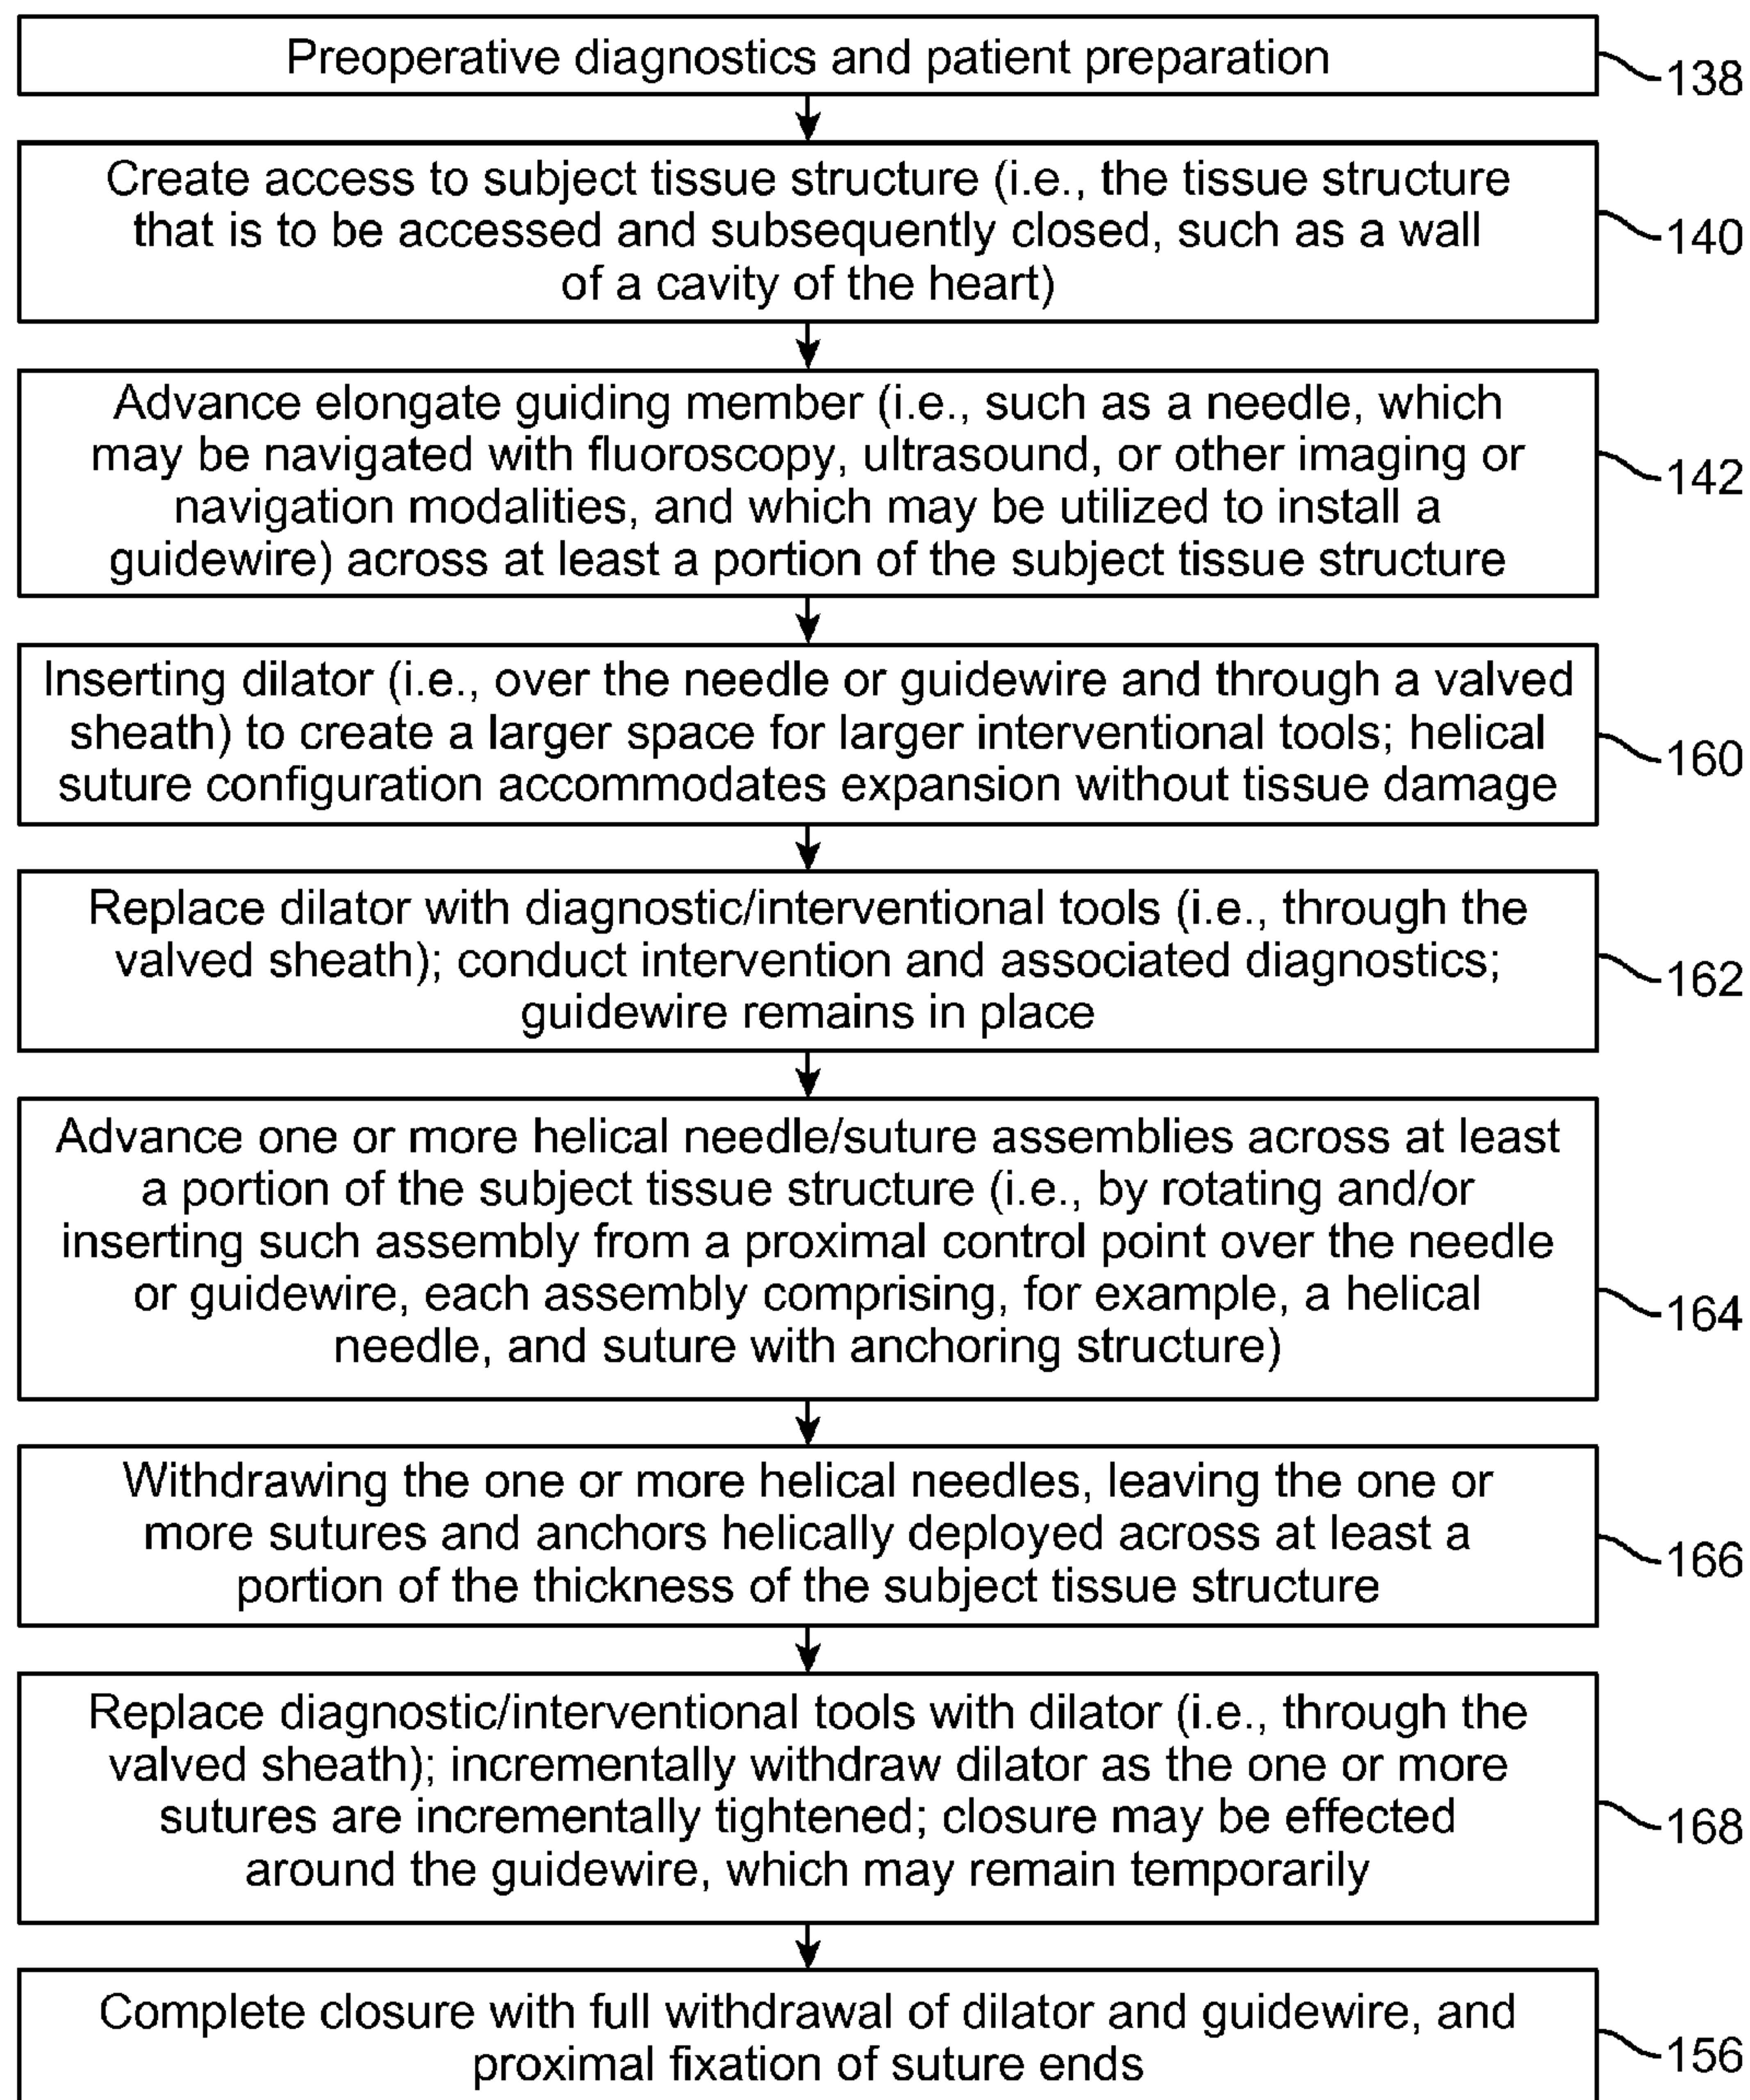 Preoperative diagnostics and patient preparation
138
Create access to subject tissue structure (i.e., the tissue structure
that is to be accessed and subsequently closed, such as a wall
of a cavity of the heart)
140
Advance elongate guiding member (i.e., such as a needle, which
may be navigated with fluoroscopy, ultrasound, or other imaging or
navigation modalities, and which may be utilized to install a
guidewire) across at least a portion of the subject tissue structure
142
Inserting dilator (i.e., over the needle or guidewire and through a valved
sheath) to create a larger space for larger interventional tools; helical
suture configuration accommodates expansion without tissue damage
160
Replace dilator with diagnostic/interventional tools (i.e., through the
valved sheath); conduct intervention and associated diagnostics;
guidewire remains in place
162
Advance one or more helical needle/suture assemblies across at least
a portion of the subject tissue structure (i.e., by rotating and/or
inserting such assembly from a proximal control point over the needle
or guidewire, each assembly comprising, for example, a helical
needle, and suture with anchoring structure)
164
Withdrawing the one or more helical needles, leaving the one or
more sutures and anchors helically deployed across at least a
portion of the thickness of the subject tissue structure
166
Replace diagnostic/interventional tools with dilator (i.e., through the
valved sheath); incrementally withdraw dilator as the one or more
sutures are incrementally tightened; closure may be effected
around the guidewire, which may remain temporarily
168
Complete closure with full withdrawal of dilator and guidewire, and
proximal fixation of suture ends
156